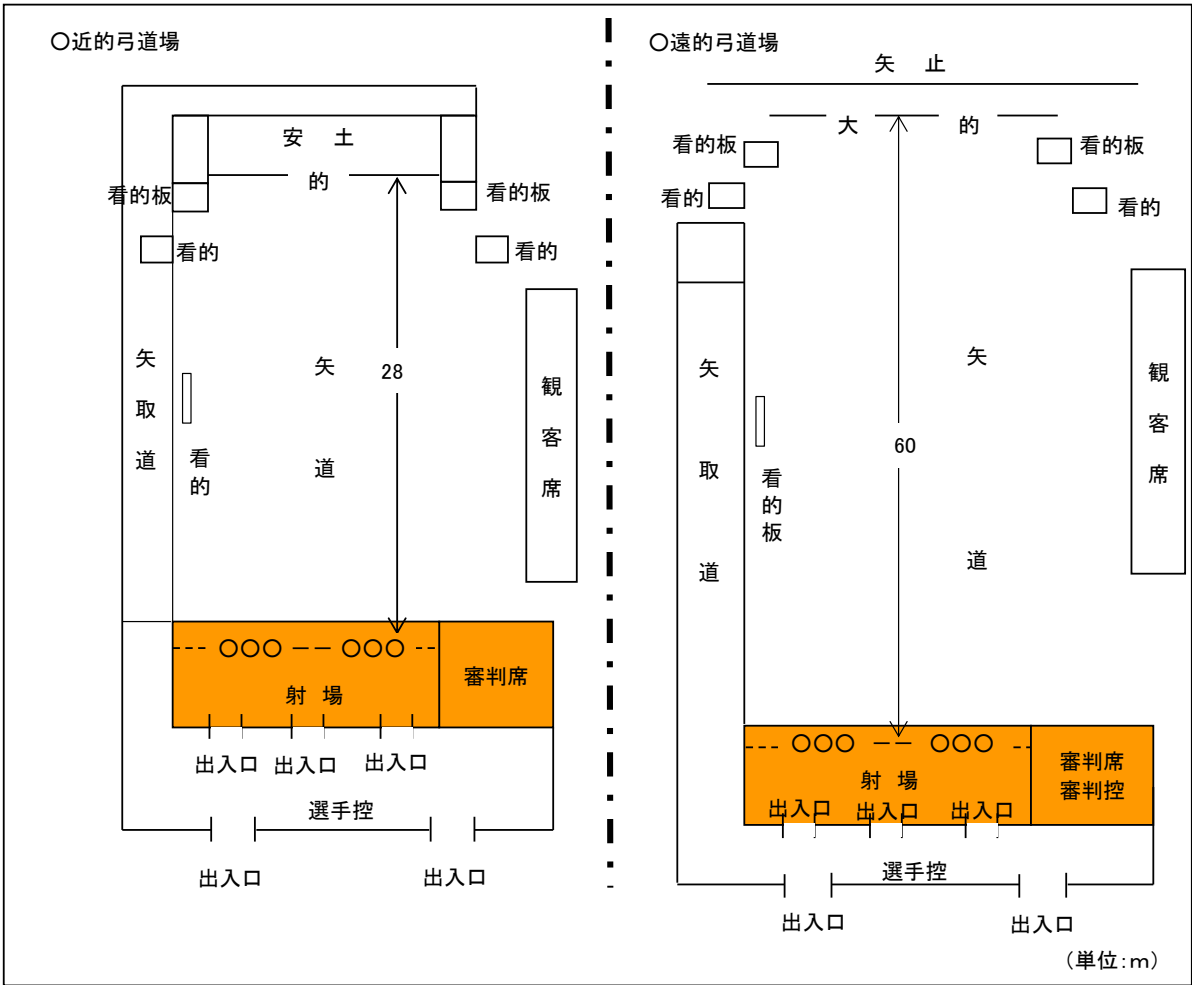 ○近的弓道場
安 土
的
看的板
看的板
看的
看的
矢取道
看的
矢道
28
観客席
○○○ ―― ○○○
射 場
審判席
出入口 出入口 出入口
選手控
出入口
出入口
○遠的弓道場
矢 止
大 的
看的板
看的板
看的
看的
矢取道
看的板
矢道
60
観客席
○○○ ―― ○○○
射 場
審判席
審判控
出入口 出入口 出入口
選手控
出入口
出入口
(単位:m)